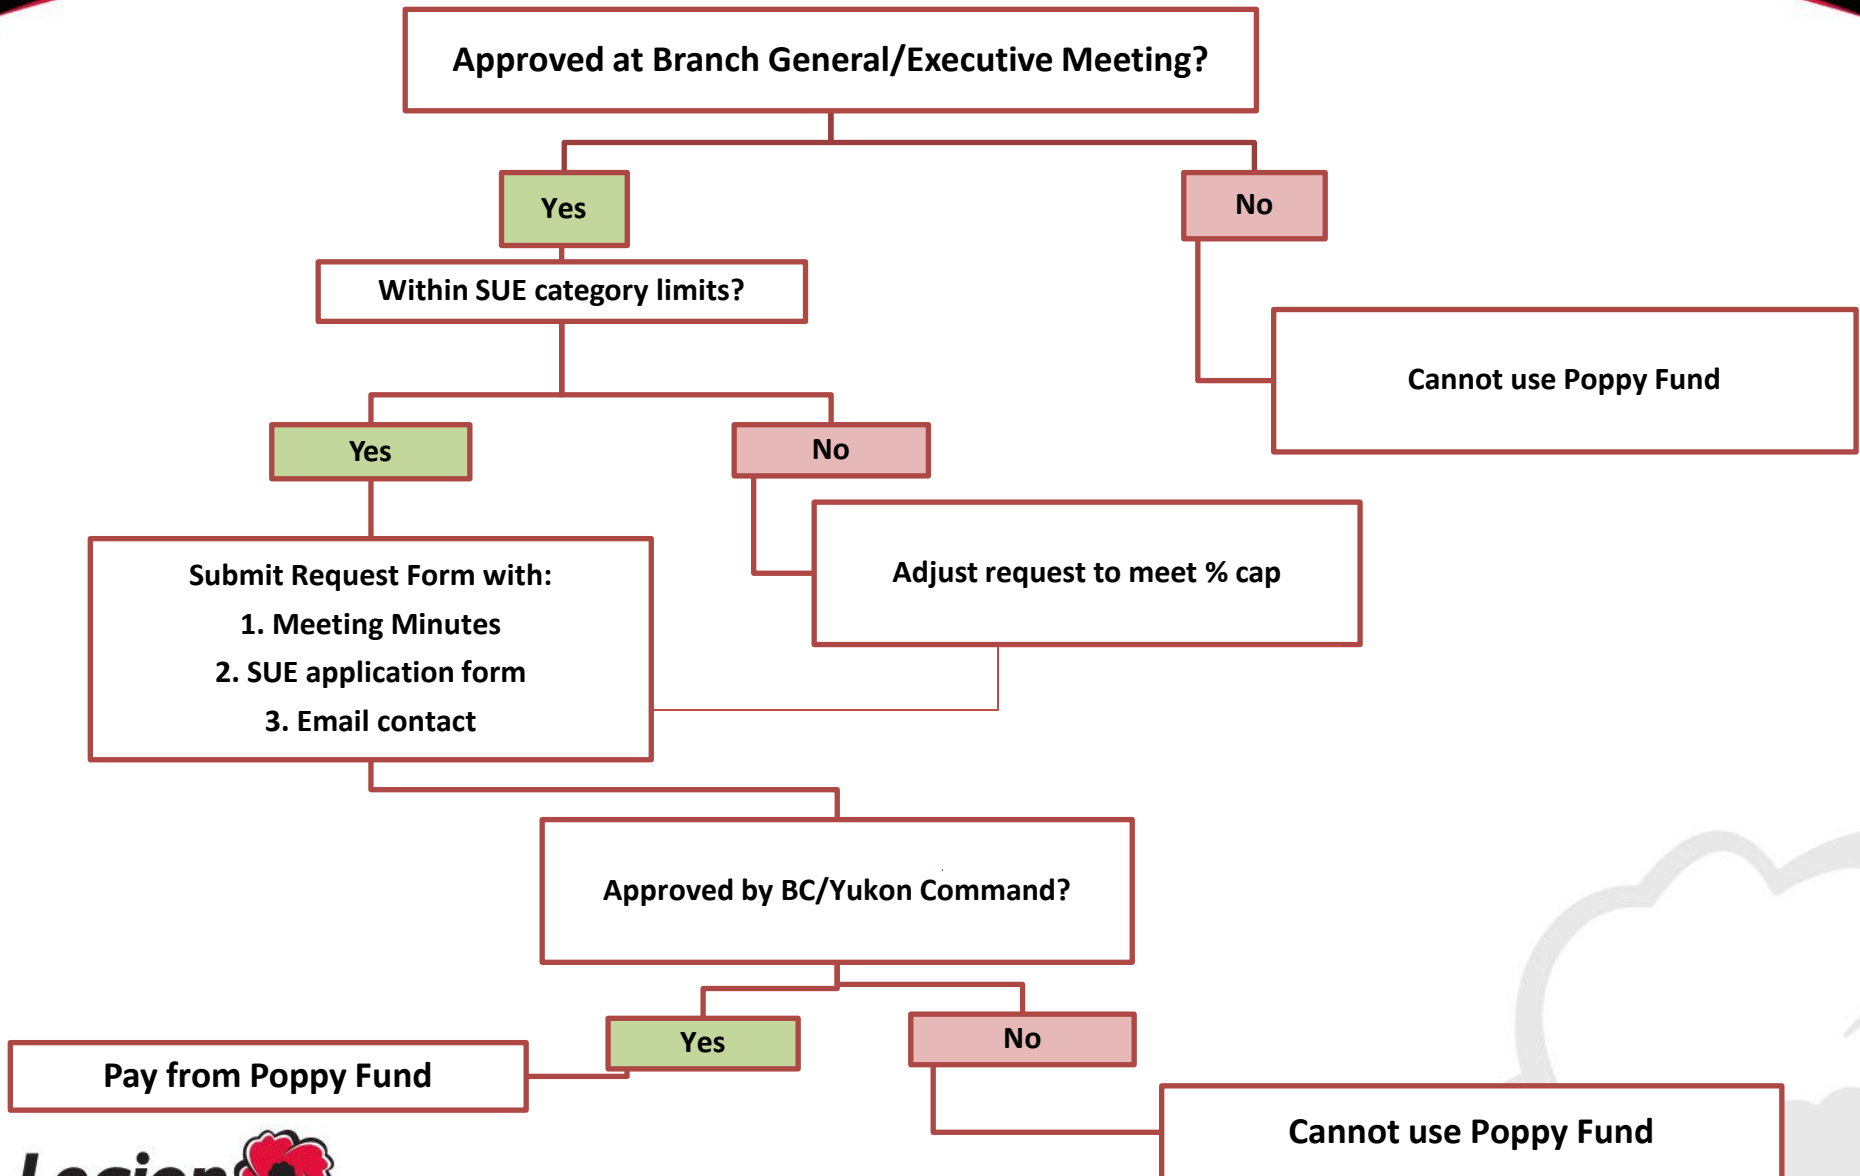 Approved at Branch General/Executive Meeting?
Yes
No
Within SUE category limits?
Cannot use Poppy Fund
Yes
No
Submit Request Form with:
1. Meeting Minutes
2. SUE application form
3. Email contact
Adjust request to meet % cap
Approved by BC/Yukon Command?
Yes
No
Pay from Poppy Fund
Cannot use Poppy Fund
Legion